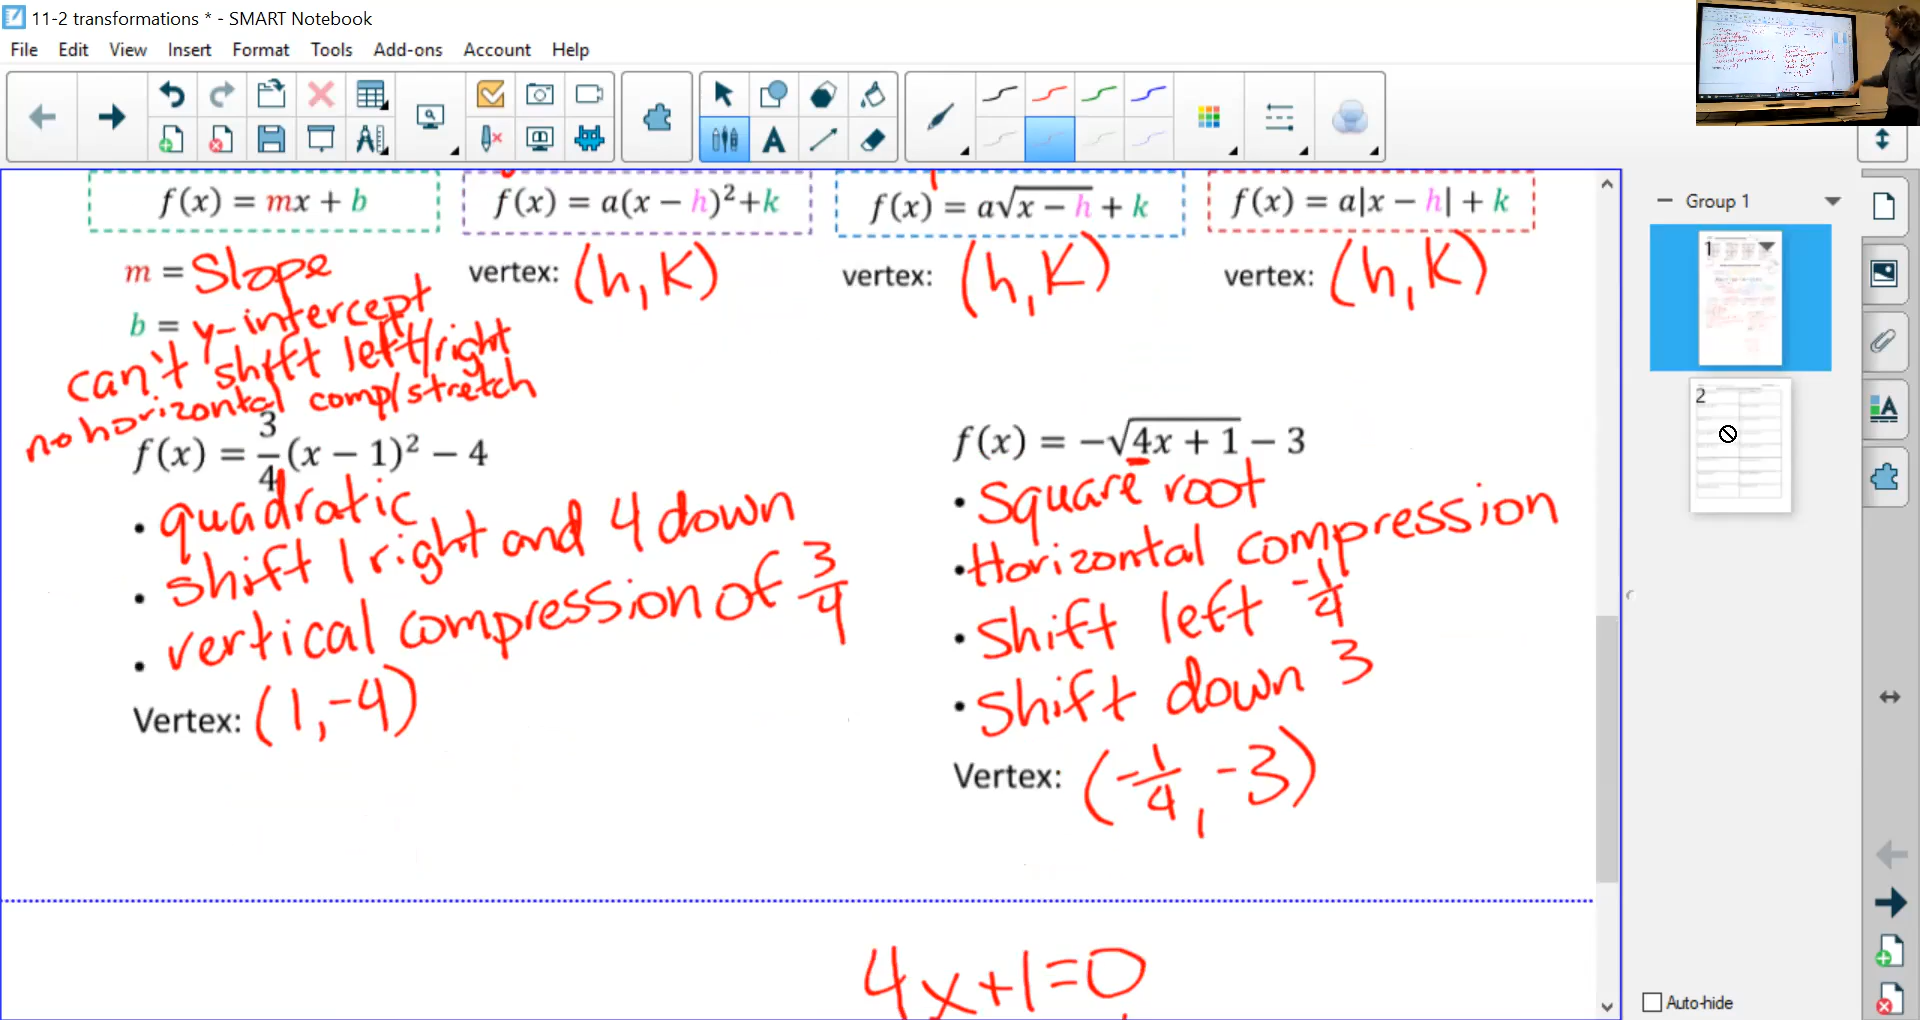 11-2 transformations * - SMART Notebook
File Edit View Insert Format Tools Add-ons Account Help
f(x) = mx + b
f(x) = a(x − h)²+k
f(x) = a√x − h + k
f(x) = a|x − h| + k
m = Slope
vertex: (h, K)
vertex: (h, K)
vertex: (h, K)
b = y-intercept
can't shift left/right
no horizontal comp/stretch
f(x) = 3/4 (x − 1)² − 4
• quadratic
• shift 1 right and 4 down
• vertical compression of 3/4
Vertex: (1, -4)
f(x) = −√4x + 1 − 3
• Square root
• Horizontal compression
• Shift left -1/4
• Shift down 3
Vertex: (-1/4, -3)
4x+1=0
Group 1
1
2
Auto-hide